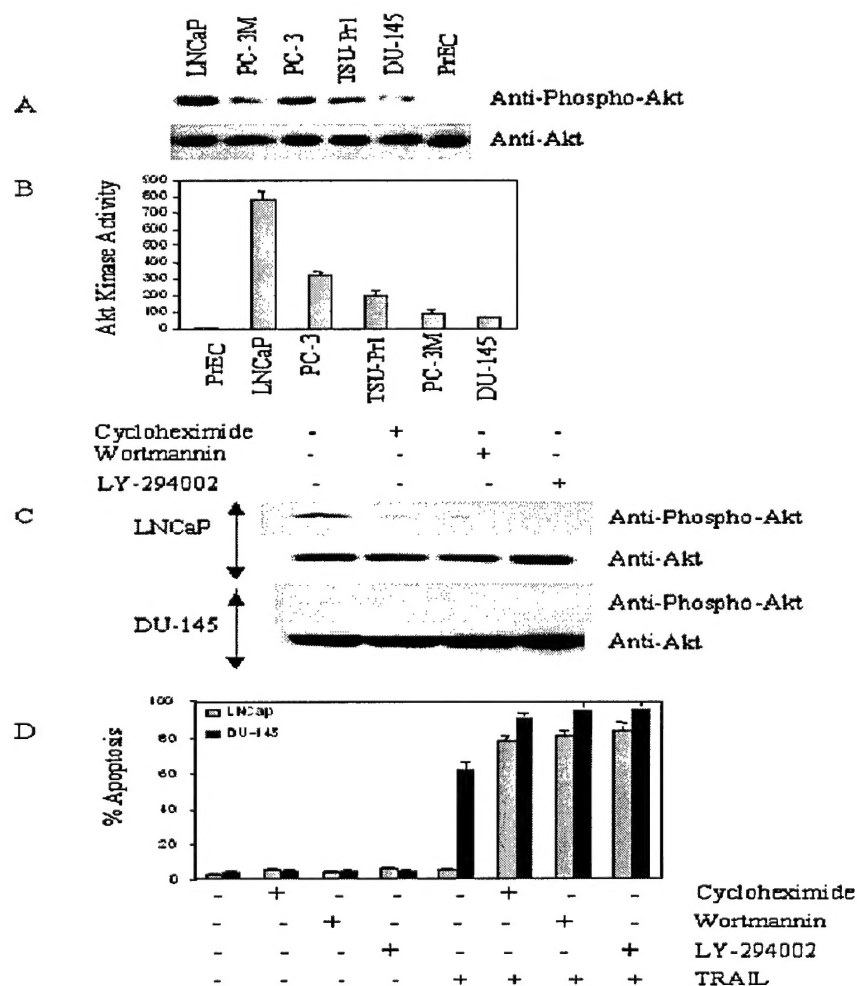 LNCaP PC-3M PC-3 TSU-Pr1 DU-145 PrEC
A
Anti-Phospho-Akt
Anti-Akt
B
Akt Kinase Activity
900
800
700
600
500
400
300
200
100
0
PrEC LNCaP PC-3 TSU-Pr1 PC-3M DU-145
Cycloheximide - + - -
Wortmannin - - + -
LY-294002 - - - +
C
LNCaP
Anti-Phospho-Akt
Anti-Akt
DU-145
Anti-Phospho-Akt
Anti-Akt
D
% Apoptosis
100
80
60
40
20
0
LNCap
DU-145
- + - - - + - - Cycloheximide
- - + - - - + - Wortmannin
- - - + - - - + LY-294002
- - - - + + + + TRAIL